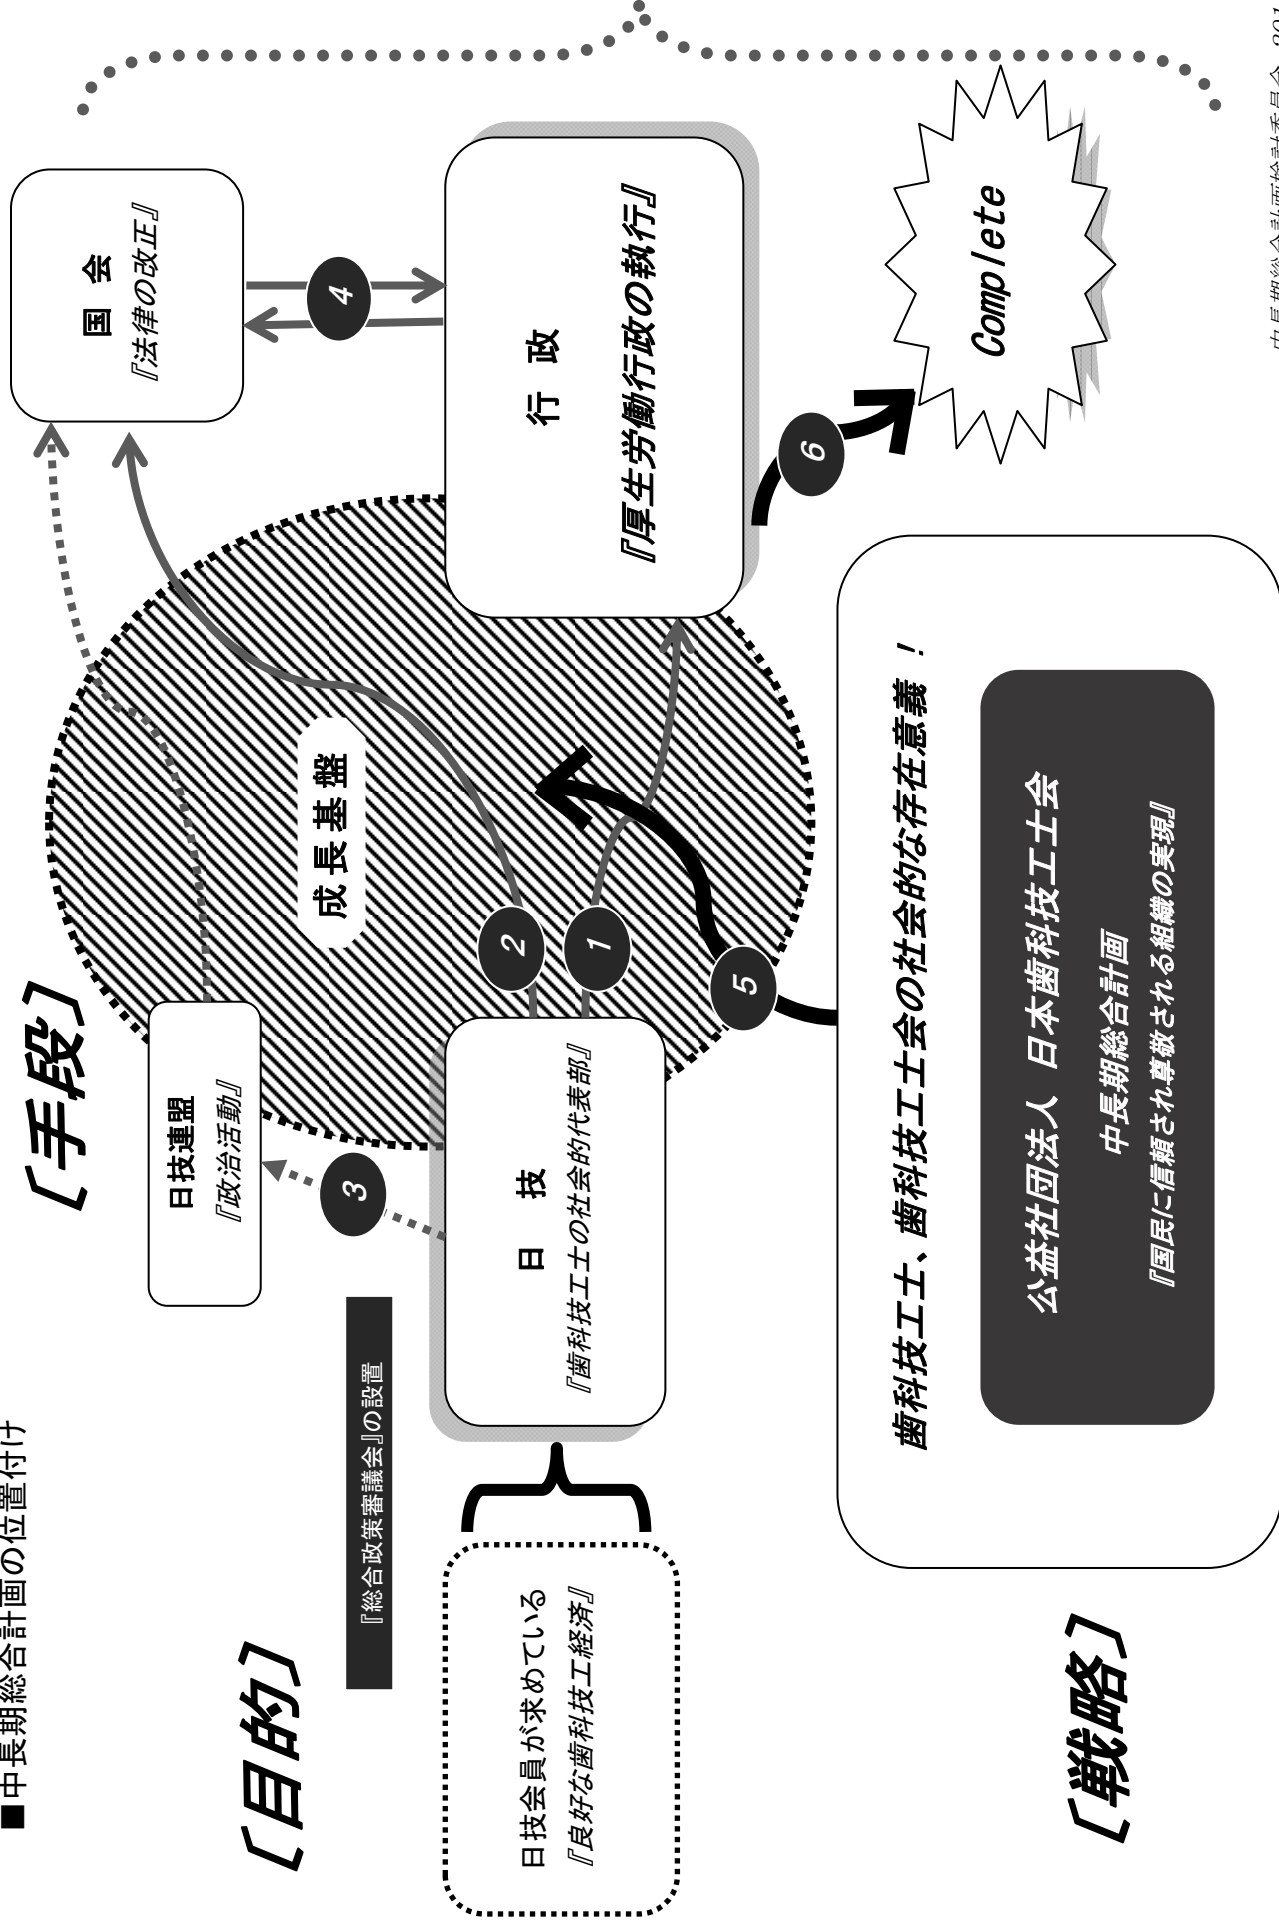 ■中長期総合計画の位置付け
〔目的〕
〔手段〕
国　会
『法律の改正』
4
日技連盟
『政治活動』
成長基盤
3
『総合政策審議会』の設置
2
1
行　政
『厚生労働行政の執行』
日　技
『歯科技工士の社会的代表部』
日技会員が求めている
『良好な歯科技工経済』
5
6
Complete
〔戦略〕
歯科技工士、歯科技工士会の社会的な存在意義！
公益社団法人　日本歯科技工士会
中長期総合計画
『国民に信頼され尊敬される組織の実現』